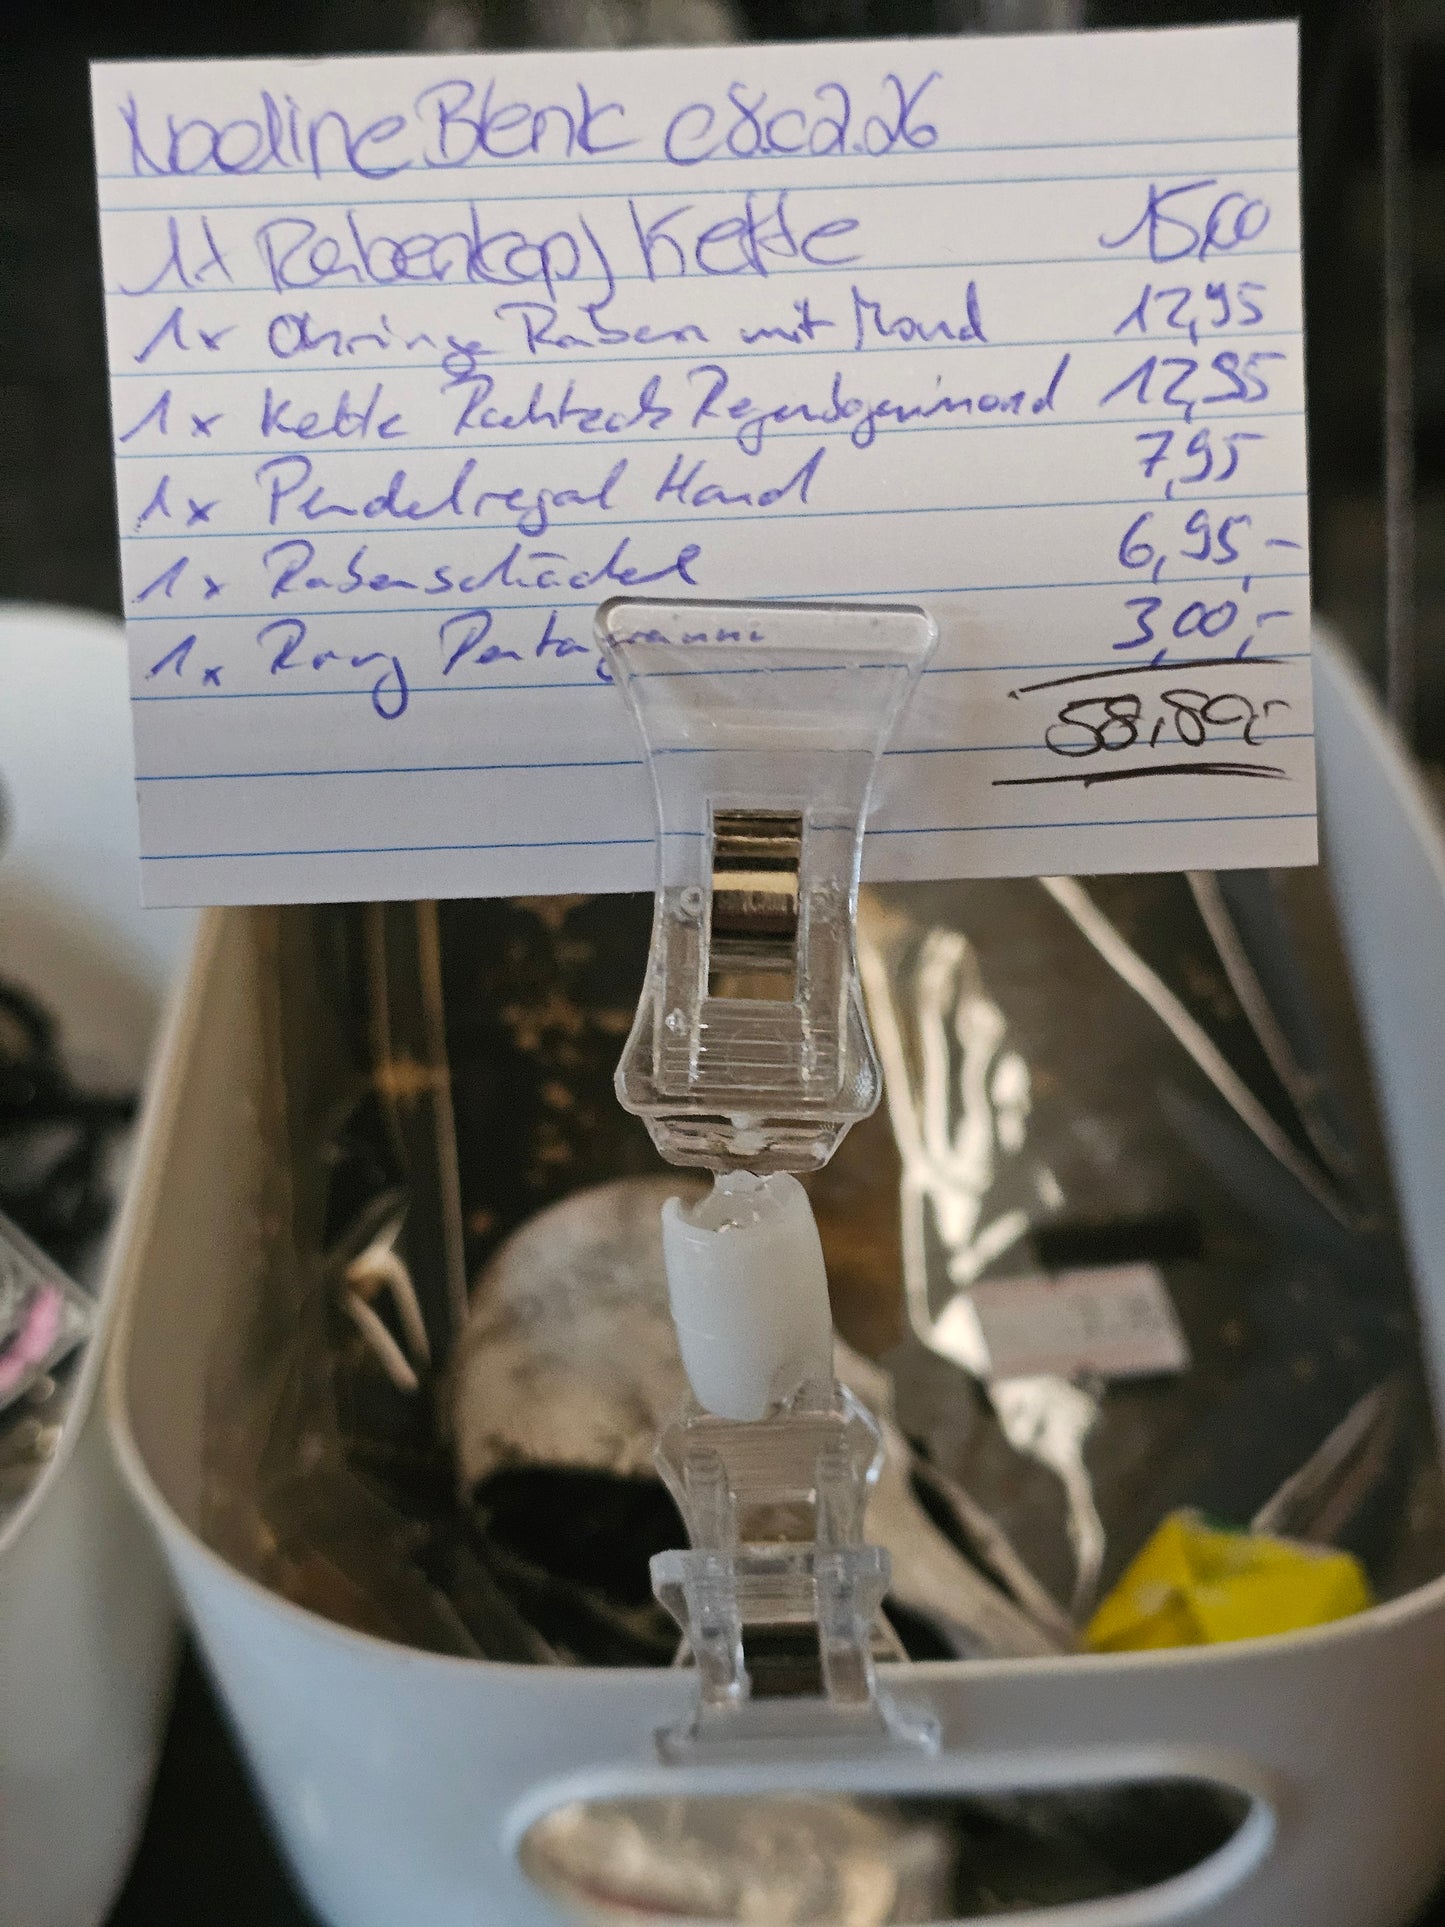 Nadine Blenk 08.02.26
1x Rabenkopf Kette 15,00
1x Ohrringe Raben mit Mond 12,95
1x Kette Rechteck Regenbogenmond 12,95
1x Pendelregal Hand 7,95
1x Rabenschädel 6,95,-
1x Ring Pentagramm 3,00,-
58,80,-